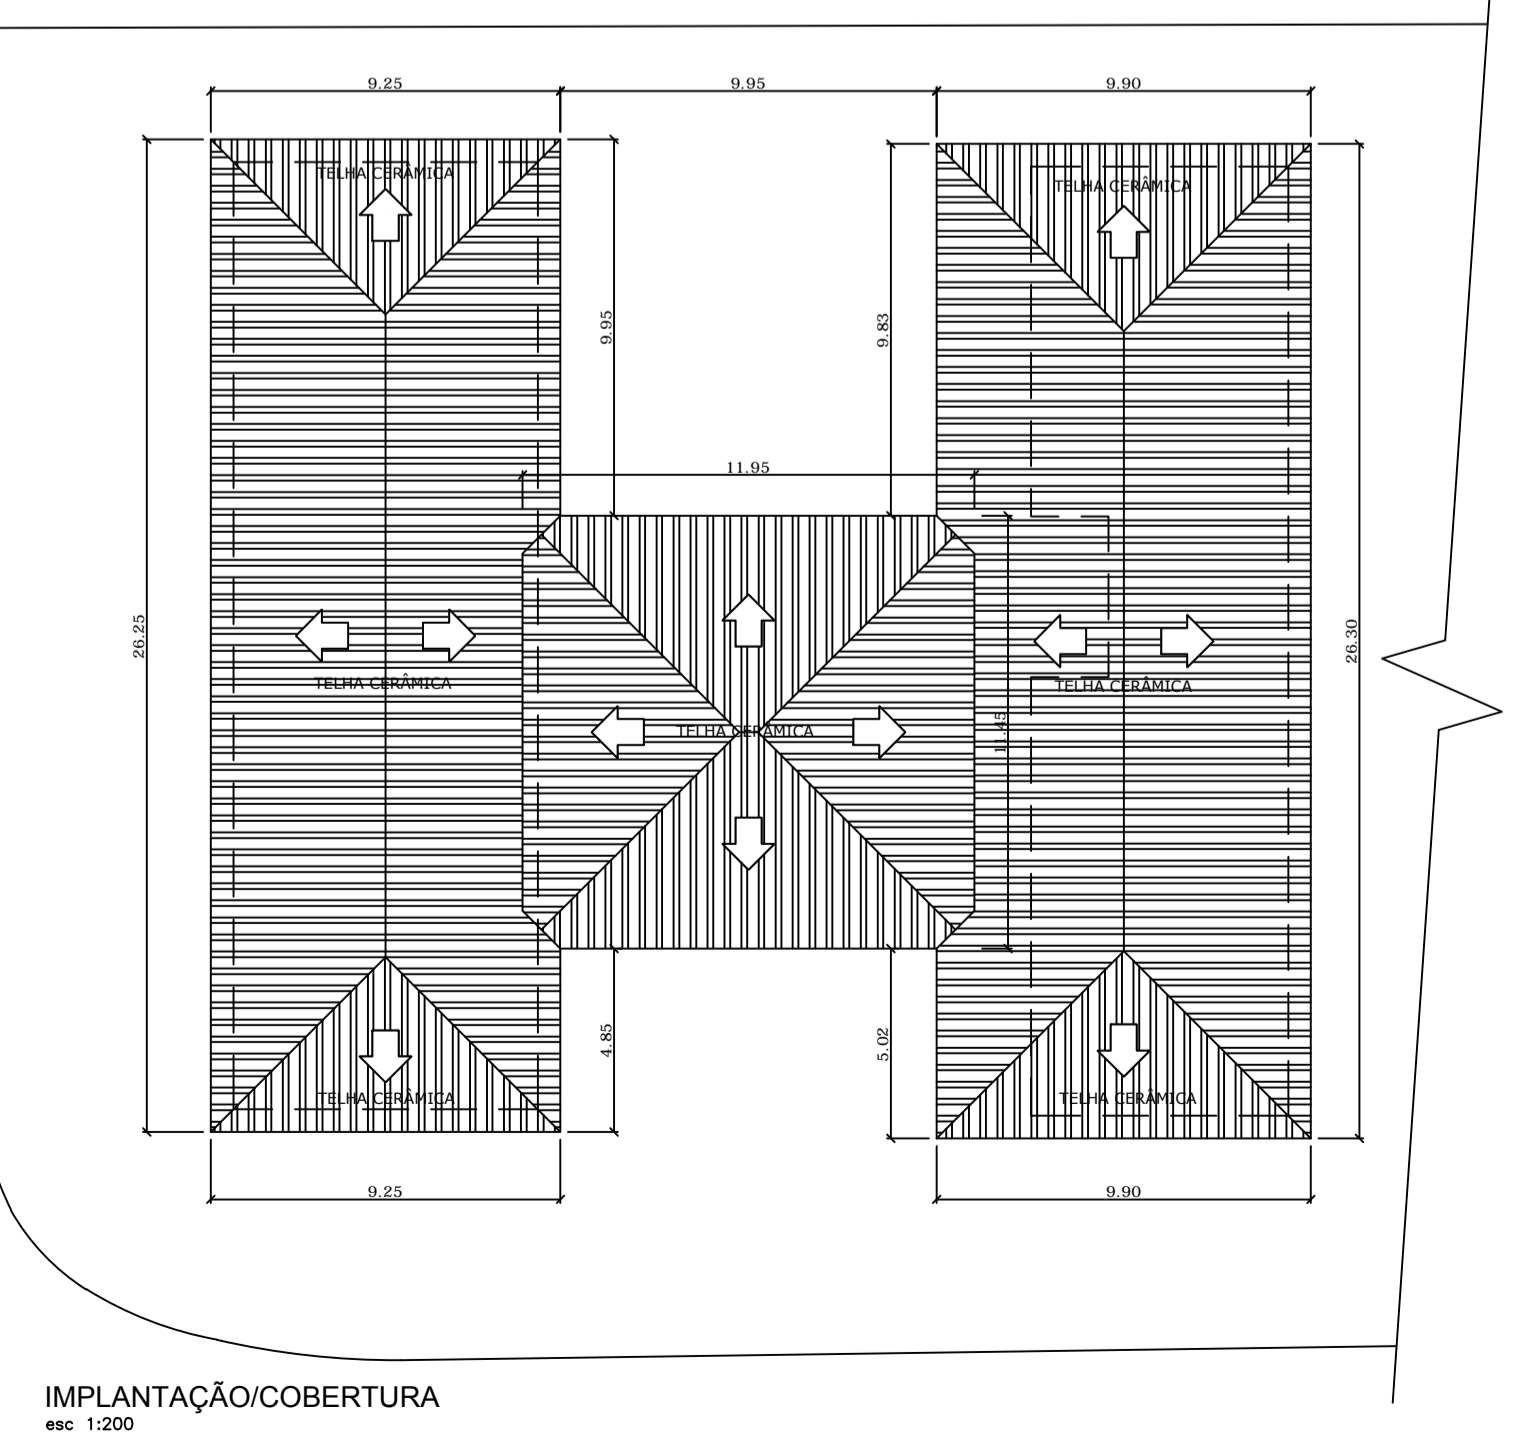 9.25
9.95
9.90
TELHA CERÂMICA
TELHA CERÂMICA
9.95
9.83
11.95
26.25
26.30
TELHA CERÂMICA
TELHA CERÂMICA
TELHA CERÂMICA
11.45
4.85
5.02
TELHA CERÂMICA
TELHA CERÂMICA
9.25
9.90
IMPLANTAÇÃO/COBERTURA
esc 1:200